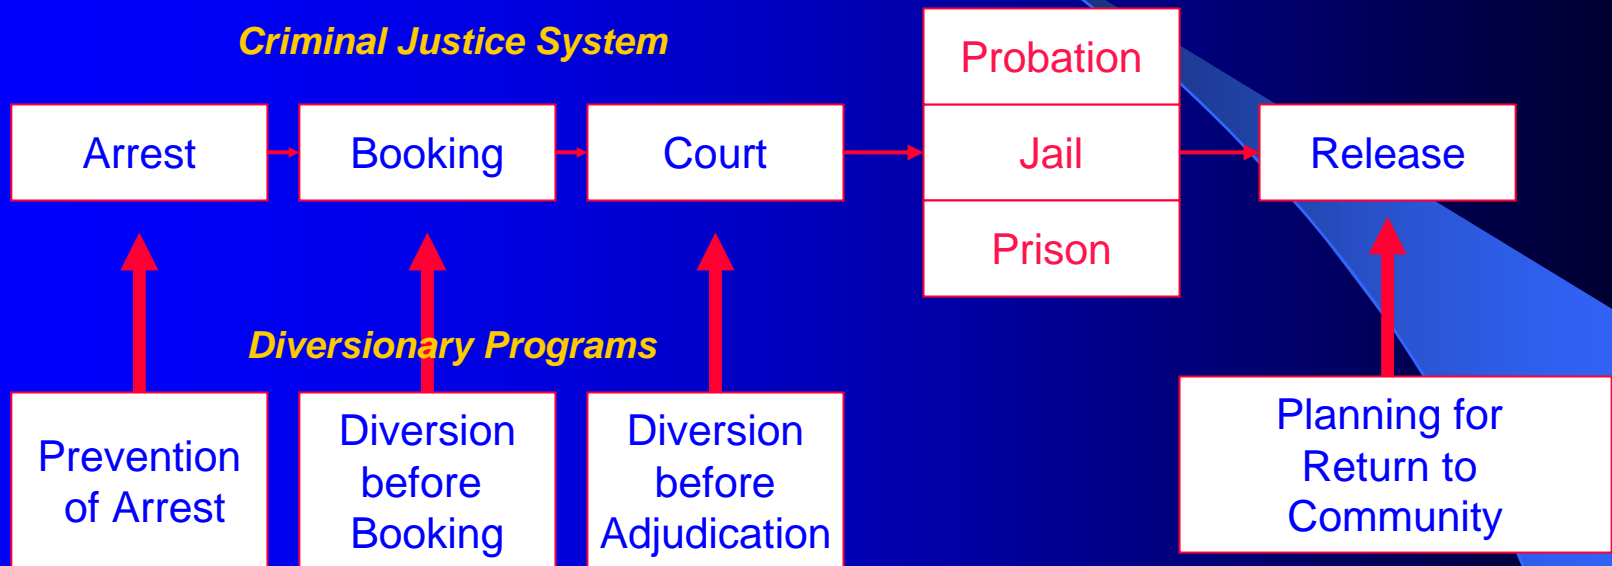 Criminal Justice System
Arrest
Booking
Court
Probation
Jail
Prison
Release
Diversionary Programs
Prevention
of Arrest
Diversion
before
Booking
Diversion
before
Adjudication
Planning for
Return to
Community